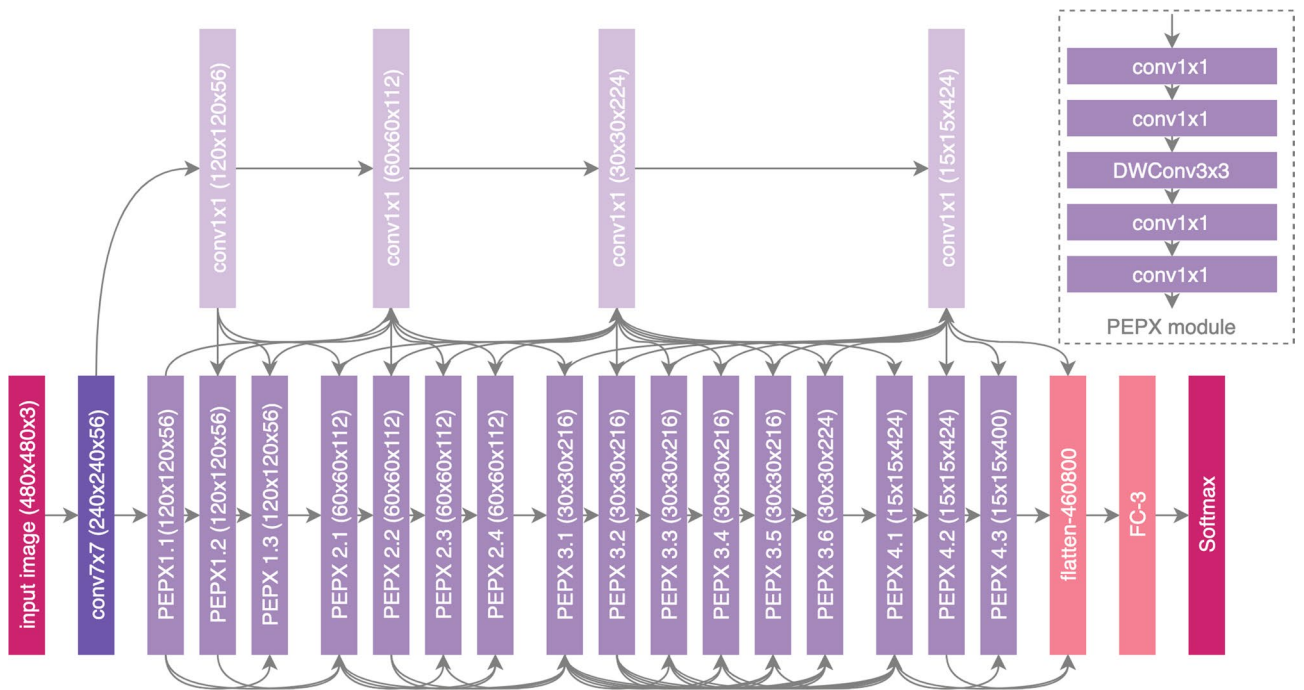 conv1x1 (120x120x56)
conv1x1 (60x60x112)
conv1x1 (30x30x224)
conv1x1 (15x15x424)
conv1x1
conv1x1
DWConv3x3
conv1x1
conv1x1
PEPX module
input image (480x480x3)
conv7x7 (240x240x56)
PEPX1.1(120x120x56)
PEPX1.2 (120x120x56)
PEPX 1.3 (120x120x56)
PEPX 2.1 (60x60x112)
PEPX 2.2 (60x60x112)
PEPX 2.3 (60x60x112)
PEPX 2.4 (60x60x112)
PEPX 3.1 (30x30x216)
PEPX 3.2 (30x30x216)
PEPX 3.3 (30x30x216)
PEPX 3.4 (30x30x216)
PEPX 3.5 (30x30x216)
PEPX 3.6 (30x30x224)
PEPX 4.1 (15x15x424)
PEPX 4.2 (15x15x424)
PEPX 4.3 (15x15x400)
flatten-460800
FC-3
Softmax